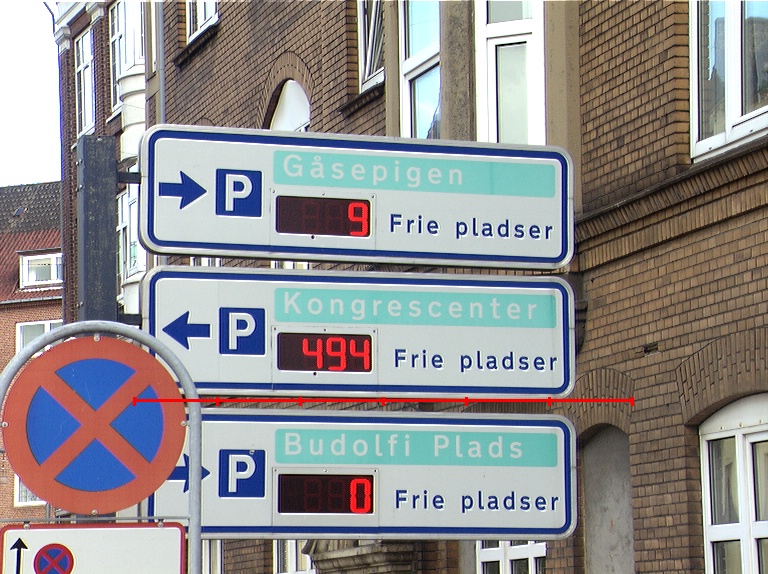 Gåsepigen
P 9 Frie pladser
Kongrescenter
P 494 Frie pladser
Budolfi Plads
P 0 Frie pladser